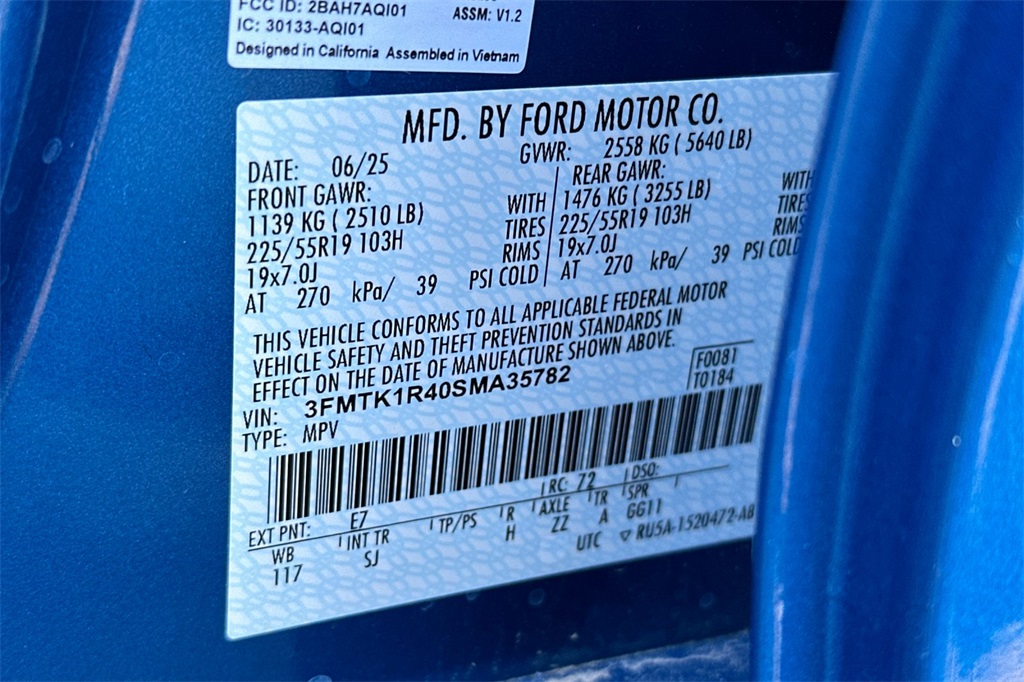 FCC ID: 2BAH7AQI01
IC: 30133-AQI01
ASSM: V1.2
Designed in California Assembled in Vietnam
MFD. BY FORD MOTOR CO.
DATE: 06/25 GVWR: 2558 KG ( 5640 LB)
FRONT GAWR: REAR GAWR:
1139 KG ( 2510 LB) WITH 1476 KG ( 3255 LB) WITH
225/55R19 103H TIRES 225/55R19 103H TIRES
19x7.0J RIMS 19x7.0J RIMS
AT 270 kPa/ 39 PSI COLD AT 270 kPa/ 39 PSI COLD
THIS VEHICLE CONFORMS TO ALL APPLICABLE FEDERAL MOTOR
VEHICLE SAFETY AND THEFT PREVENTION STANDARDS IN
EFFECT ON THE DATE OF MANUFACTURE SHOWN ABOVE.
VIN: 3FMTK1R40SMA35782
F0081
T0184
TYPE: MPV
EXT PNT: E7 RC: 72 DSO:
WB INT TR TP/PS R AXLE TR SPR
117 SJ H ZZ A GG11
UTC ▽ RU5A-1520472-AB